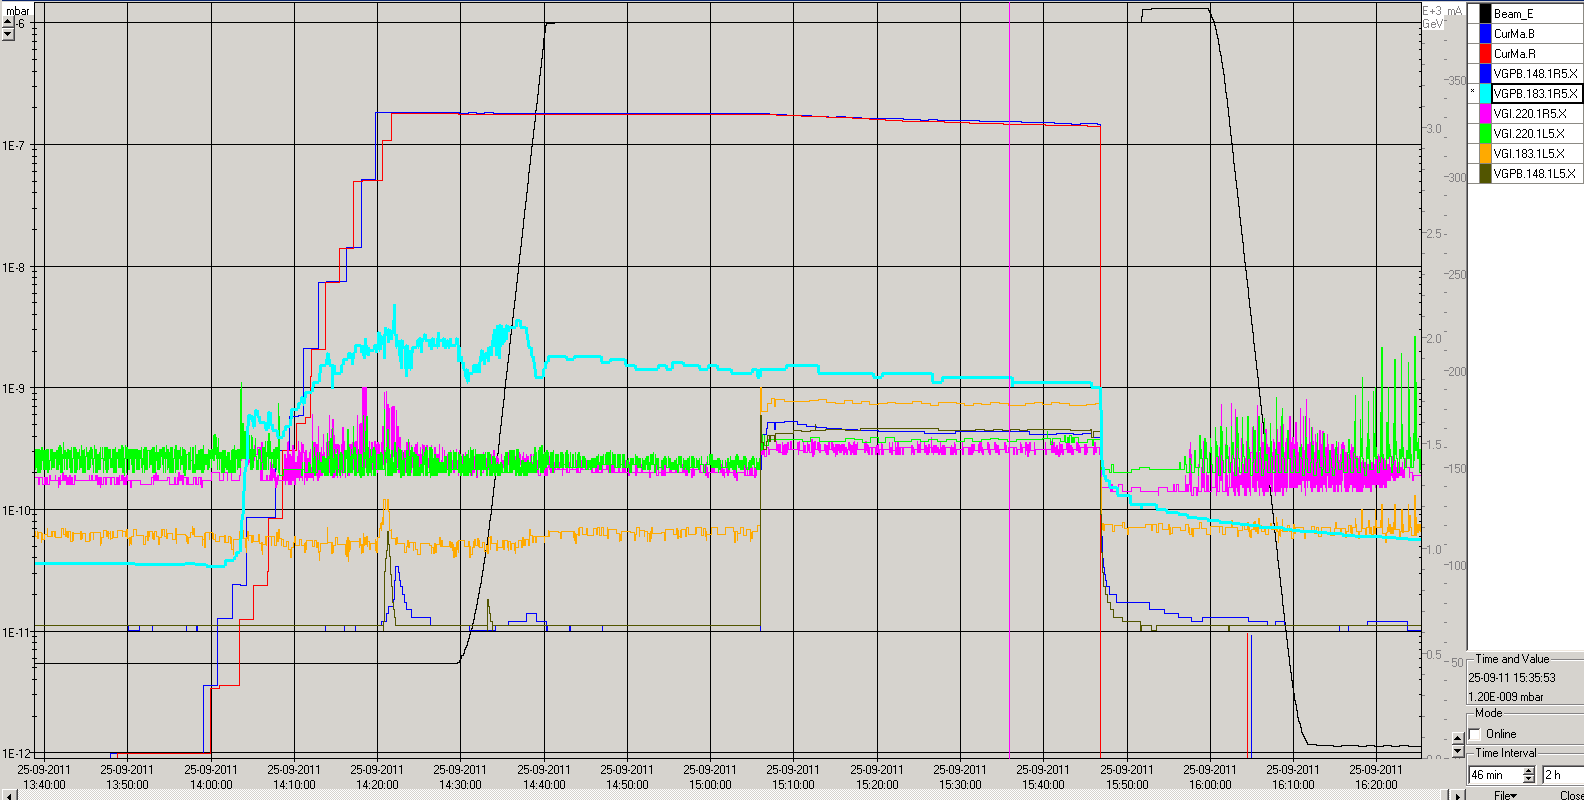 mbar
E+3 mA
GeV
-6
1E-7
1E-8
1E-9
1E-10
1E-11
1E-12
350
3.0
300
2.5
250
2.0
200
1.5
150
1.0
100
0.5
50
0.0
25-09-2011 25-09-2011 25-09-2011 25-09-2011 25-09-2011 25-09-2011 25-09-2011 25-09-2011 25-09-2011 25-09-2011 25-09-2011 25-09-2011 25-09-2011 25-09-2011 25-09-2011 25-09-2011 25-09-2011
13:40:00 13:50:00 14:00:00 14:10:00 14:20:00 14:30:00 14:40:00 14:50:00 15:00:00 15:10:00 15:20:00 15:30:00 15:40:00 15:50:00 16:00:00 16:10:00 16:20:00
Beam_E
CurMa.B
CurMa.R
VGPB.148.1R5.X
* VGPB.183.1R5.X
VGI.220.1R5.X
VGI.220.1L5.X
VGI.183.1L5.X
VGPB.148.1L5.X
Time and Value
25-09-11 15:35:53
1.20E-009 mbar
Mode
Online
Time Interval
46 min 2 h
File Close